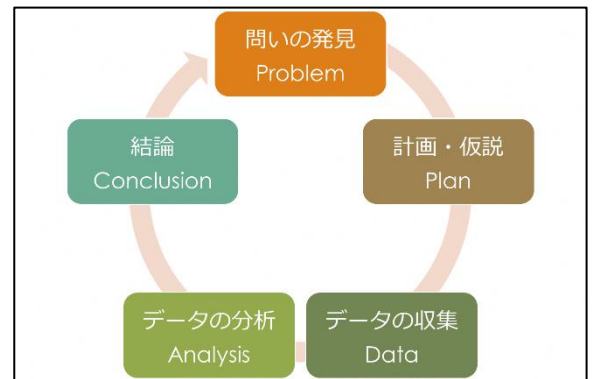 問いの発見
Problem
計画・仮説
Plan
データの収集
Data
データの分析
Analysis
結論
Conclusion